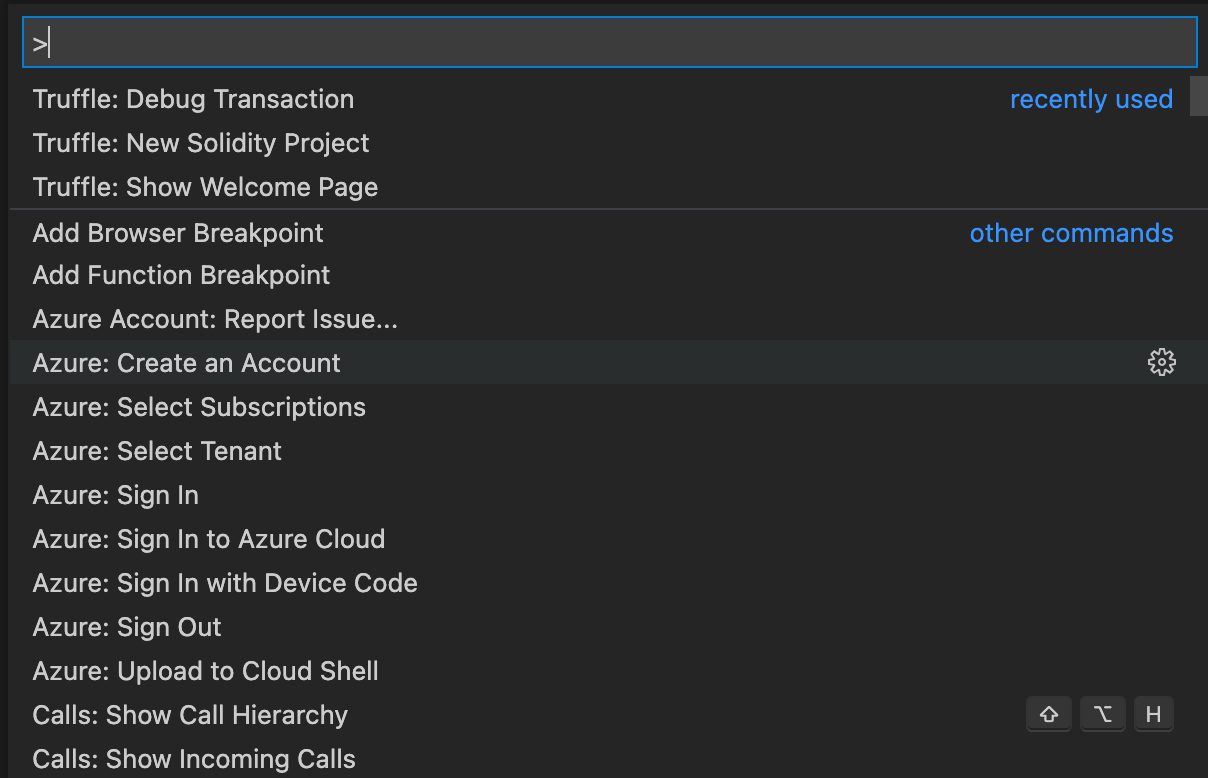 >
Truffle: Debug Transaction recently used
Truffle: New Solidity Project
Truffle: Show Welcome Page
Add Browser Breakpoint other commands
Add Function Breakpoint
Azure Account: Report Issue...
Azure: Create an Account
Azure: Select Subscriptions
Azure: Select Tenant
Azure: Sign In
Azure: Sign In to Azure Cloud
Azure: Sign In with Device Code
Azure: Sign Out
Azure: Upload to Cloud Shell
Calls: Show Call Hierarchy ⇧ ⌥ H
Calls: Show Incoming Calls